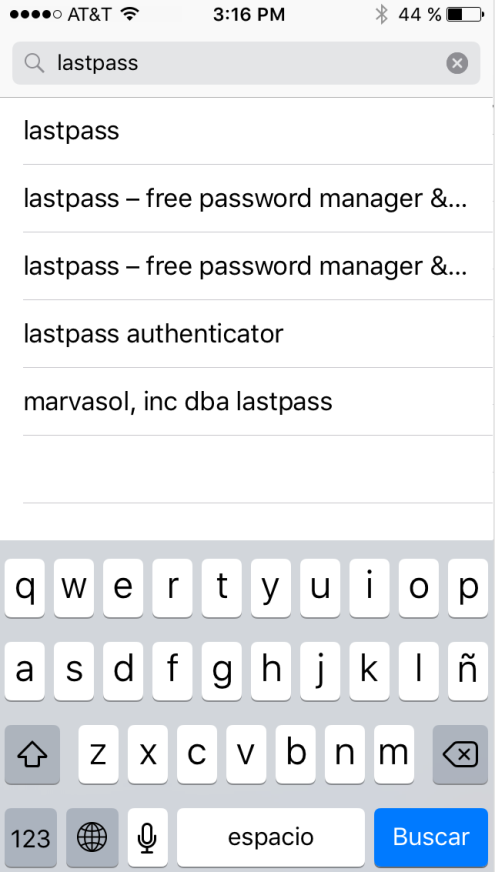 AT&T 3:16 PM 44 %
lastpass
lastpass
lastpass – free password manager &...
lastpass – free password manager &...
lastpass authenticator
marvasol, inc dba lastpass
q w e r t y u i o p
a s d f g h j k l ñ
z x c v b n m
123 espacio Buscar